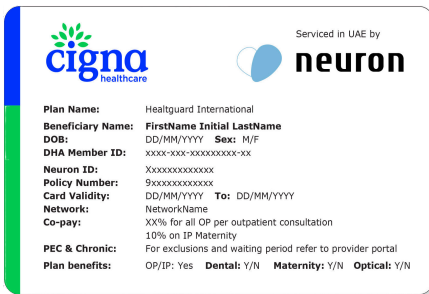 cigna
healthcare
Serviced in UAE by
neuron
Plan Name: Healtguard International
Beneficiary Name: FirstName Initial LastName
DOB: DD/MM/YYYY Sex: M/F
DHA Member ID: xxxx-xxx-xxxxxxxxx-xx
Neuron ID: Xxxxxxxxxxxxx
Policy Number: 9xxxxxxxxxxxx
Card Validity: DD/MM/YYYY To: DD/MM/YYYY
Network: NetworkName
Co-pay: XX% for all OP per outpatient consultation
10% on IP Maternity
PEC & Chronic: For exclusions and waiting period refer to provider portal
Plan benefits: OP/IP: Yes Dental: Y/N Maternity: Y/N Optical: Y/N